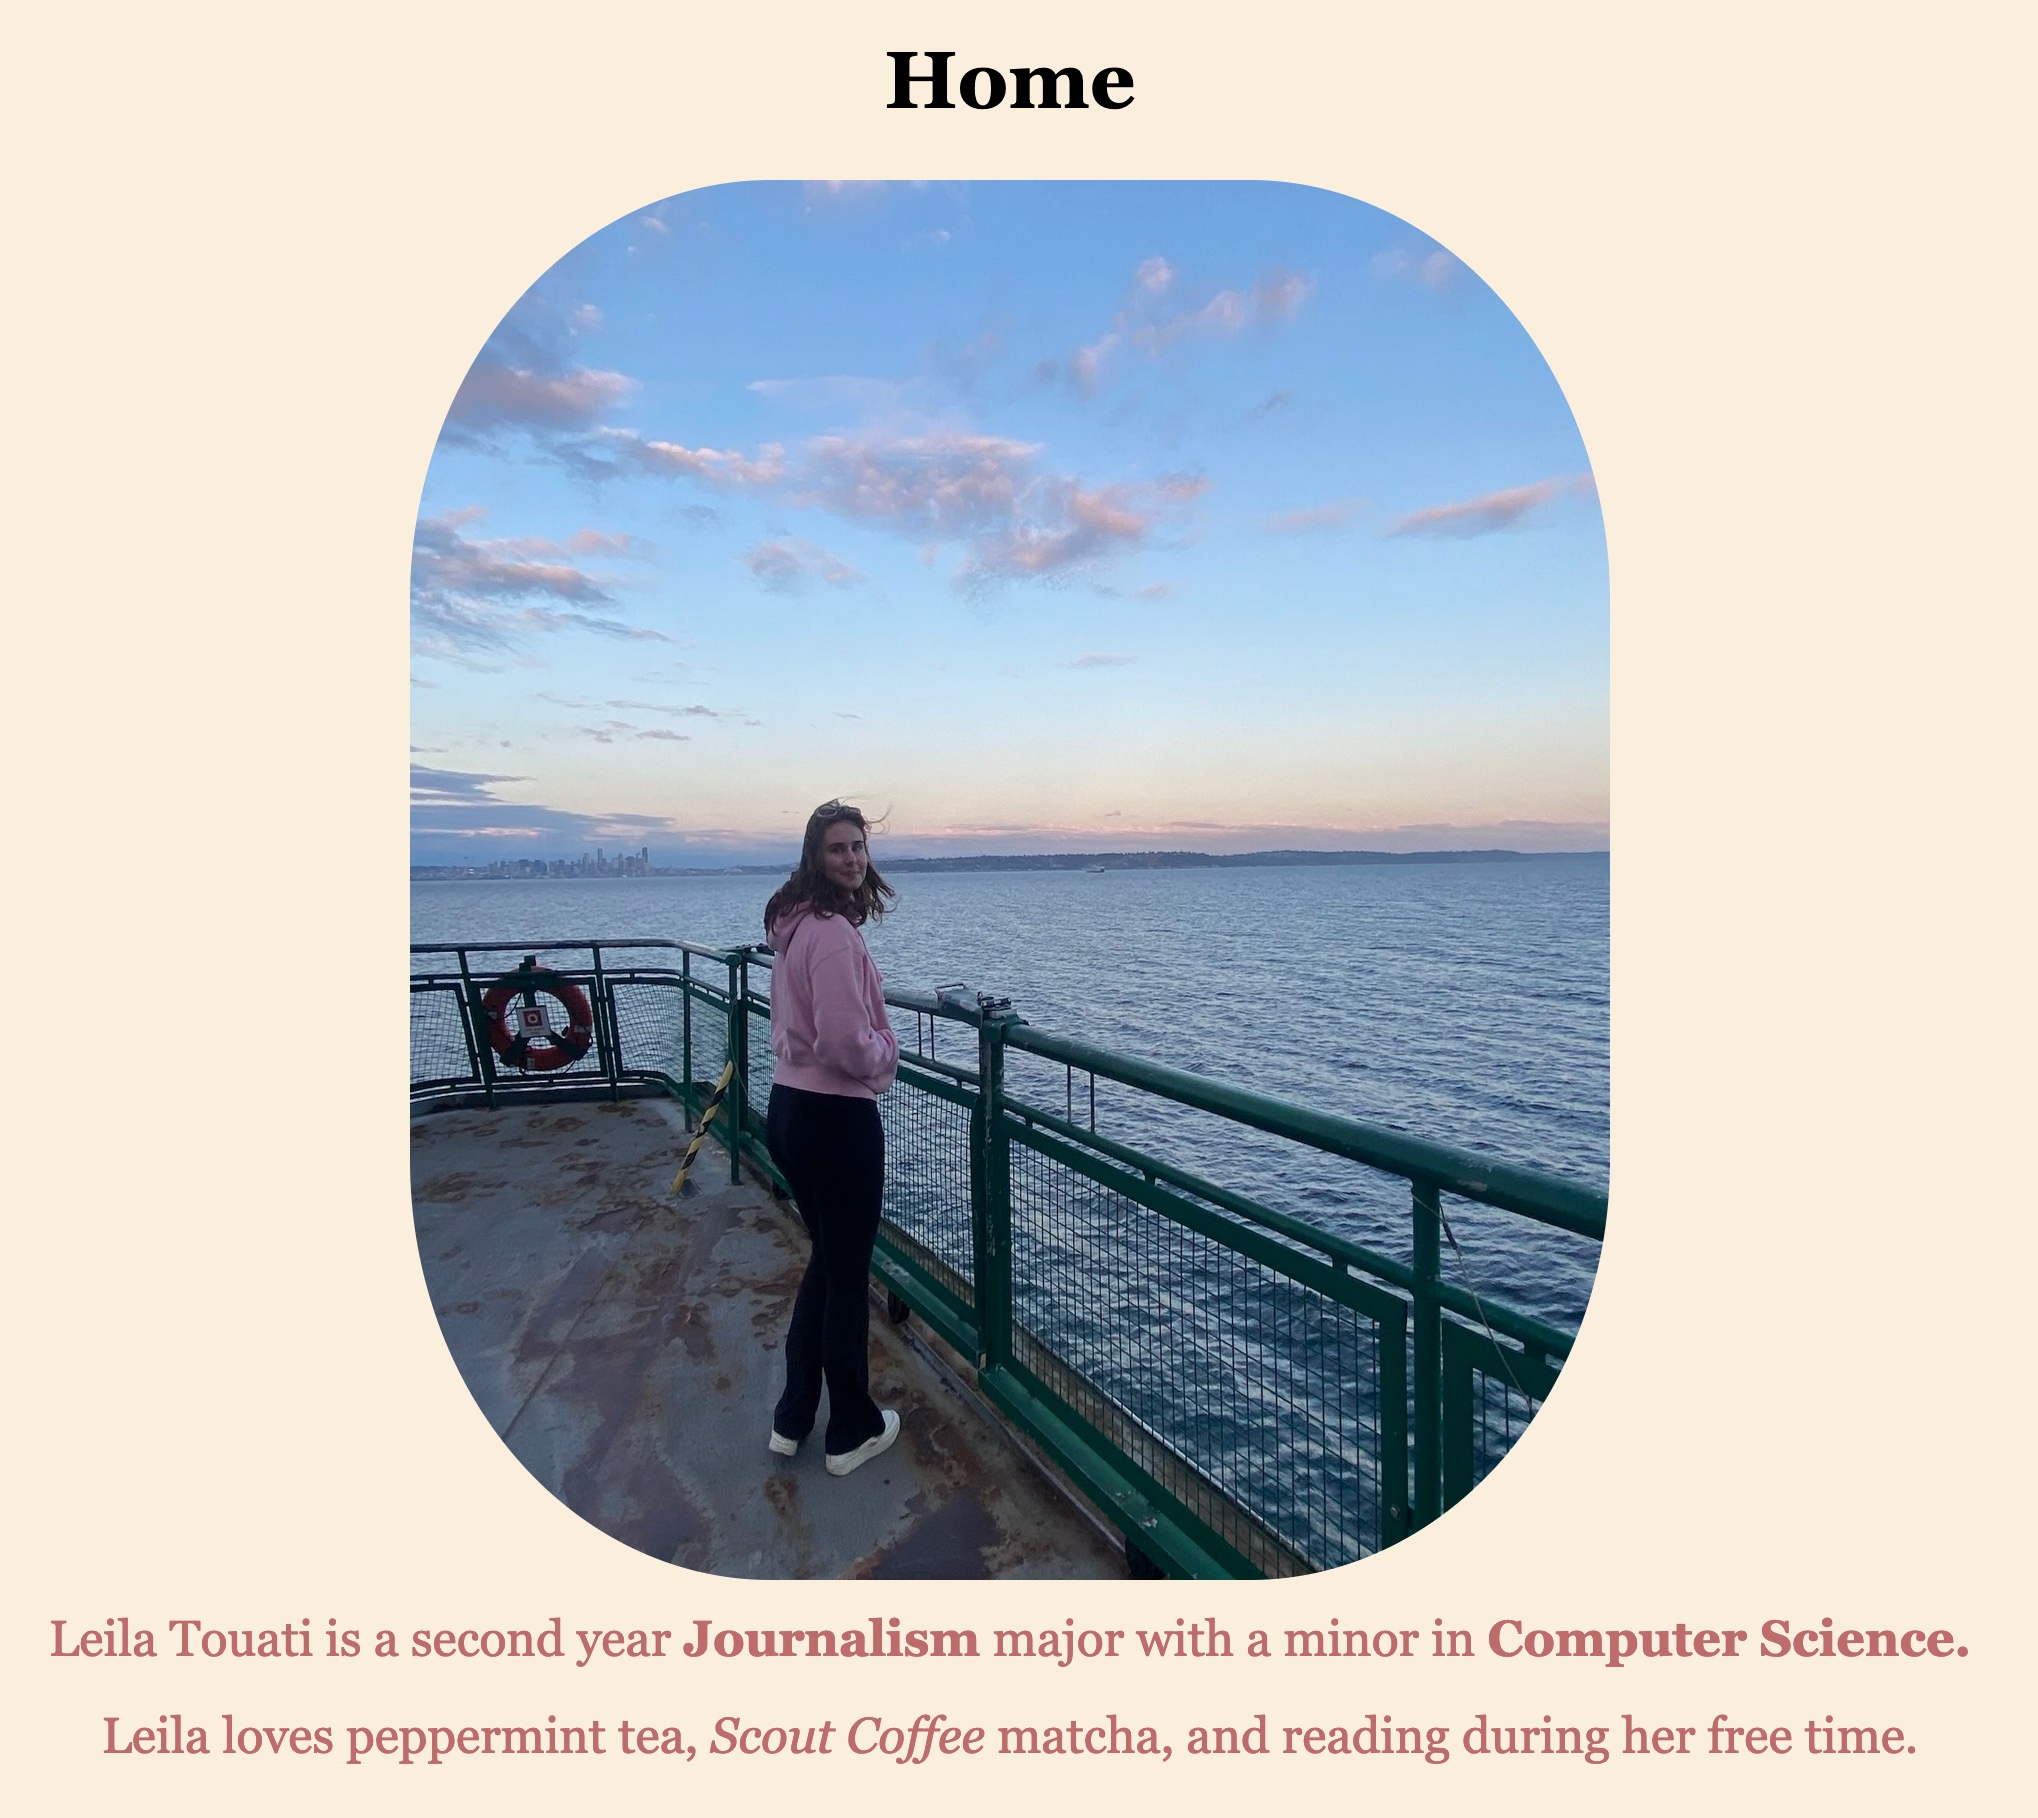 Home
Leila Touati is a second year Journalism major with a minor in Computer Science.
Leila loves peppermint tea, Scout Coffee matcha, and reading during her free time.